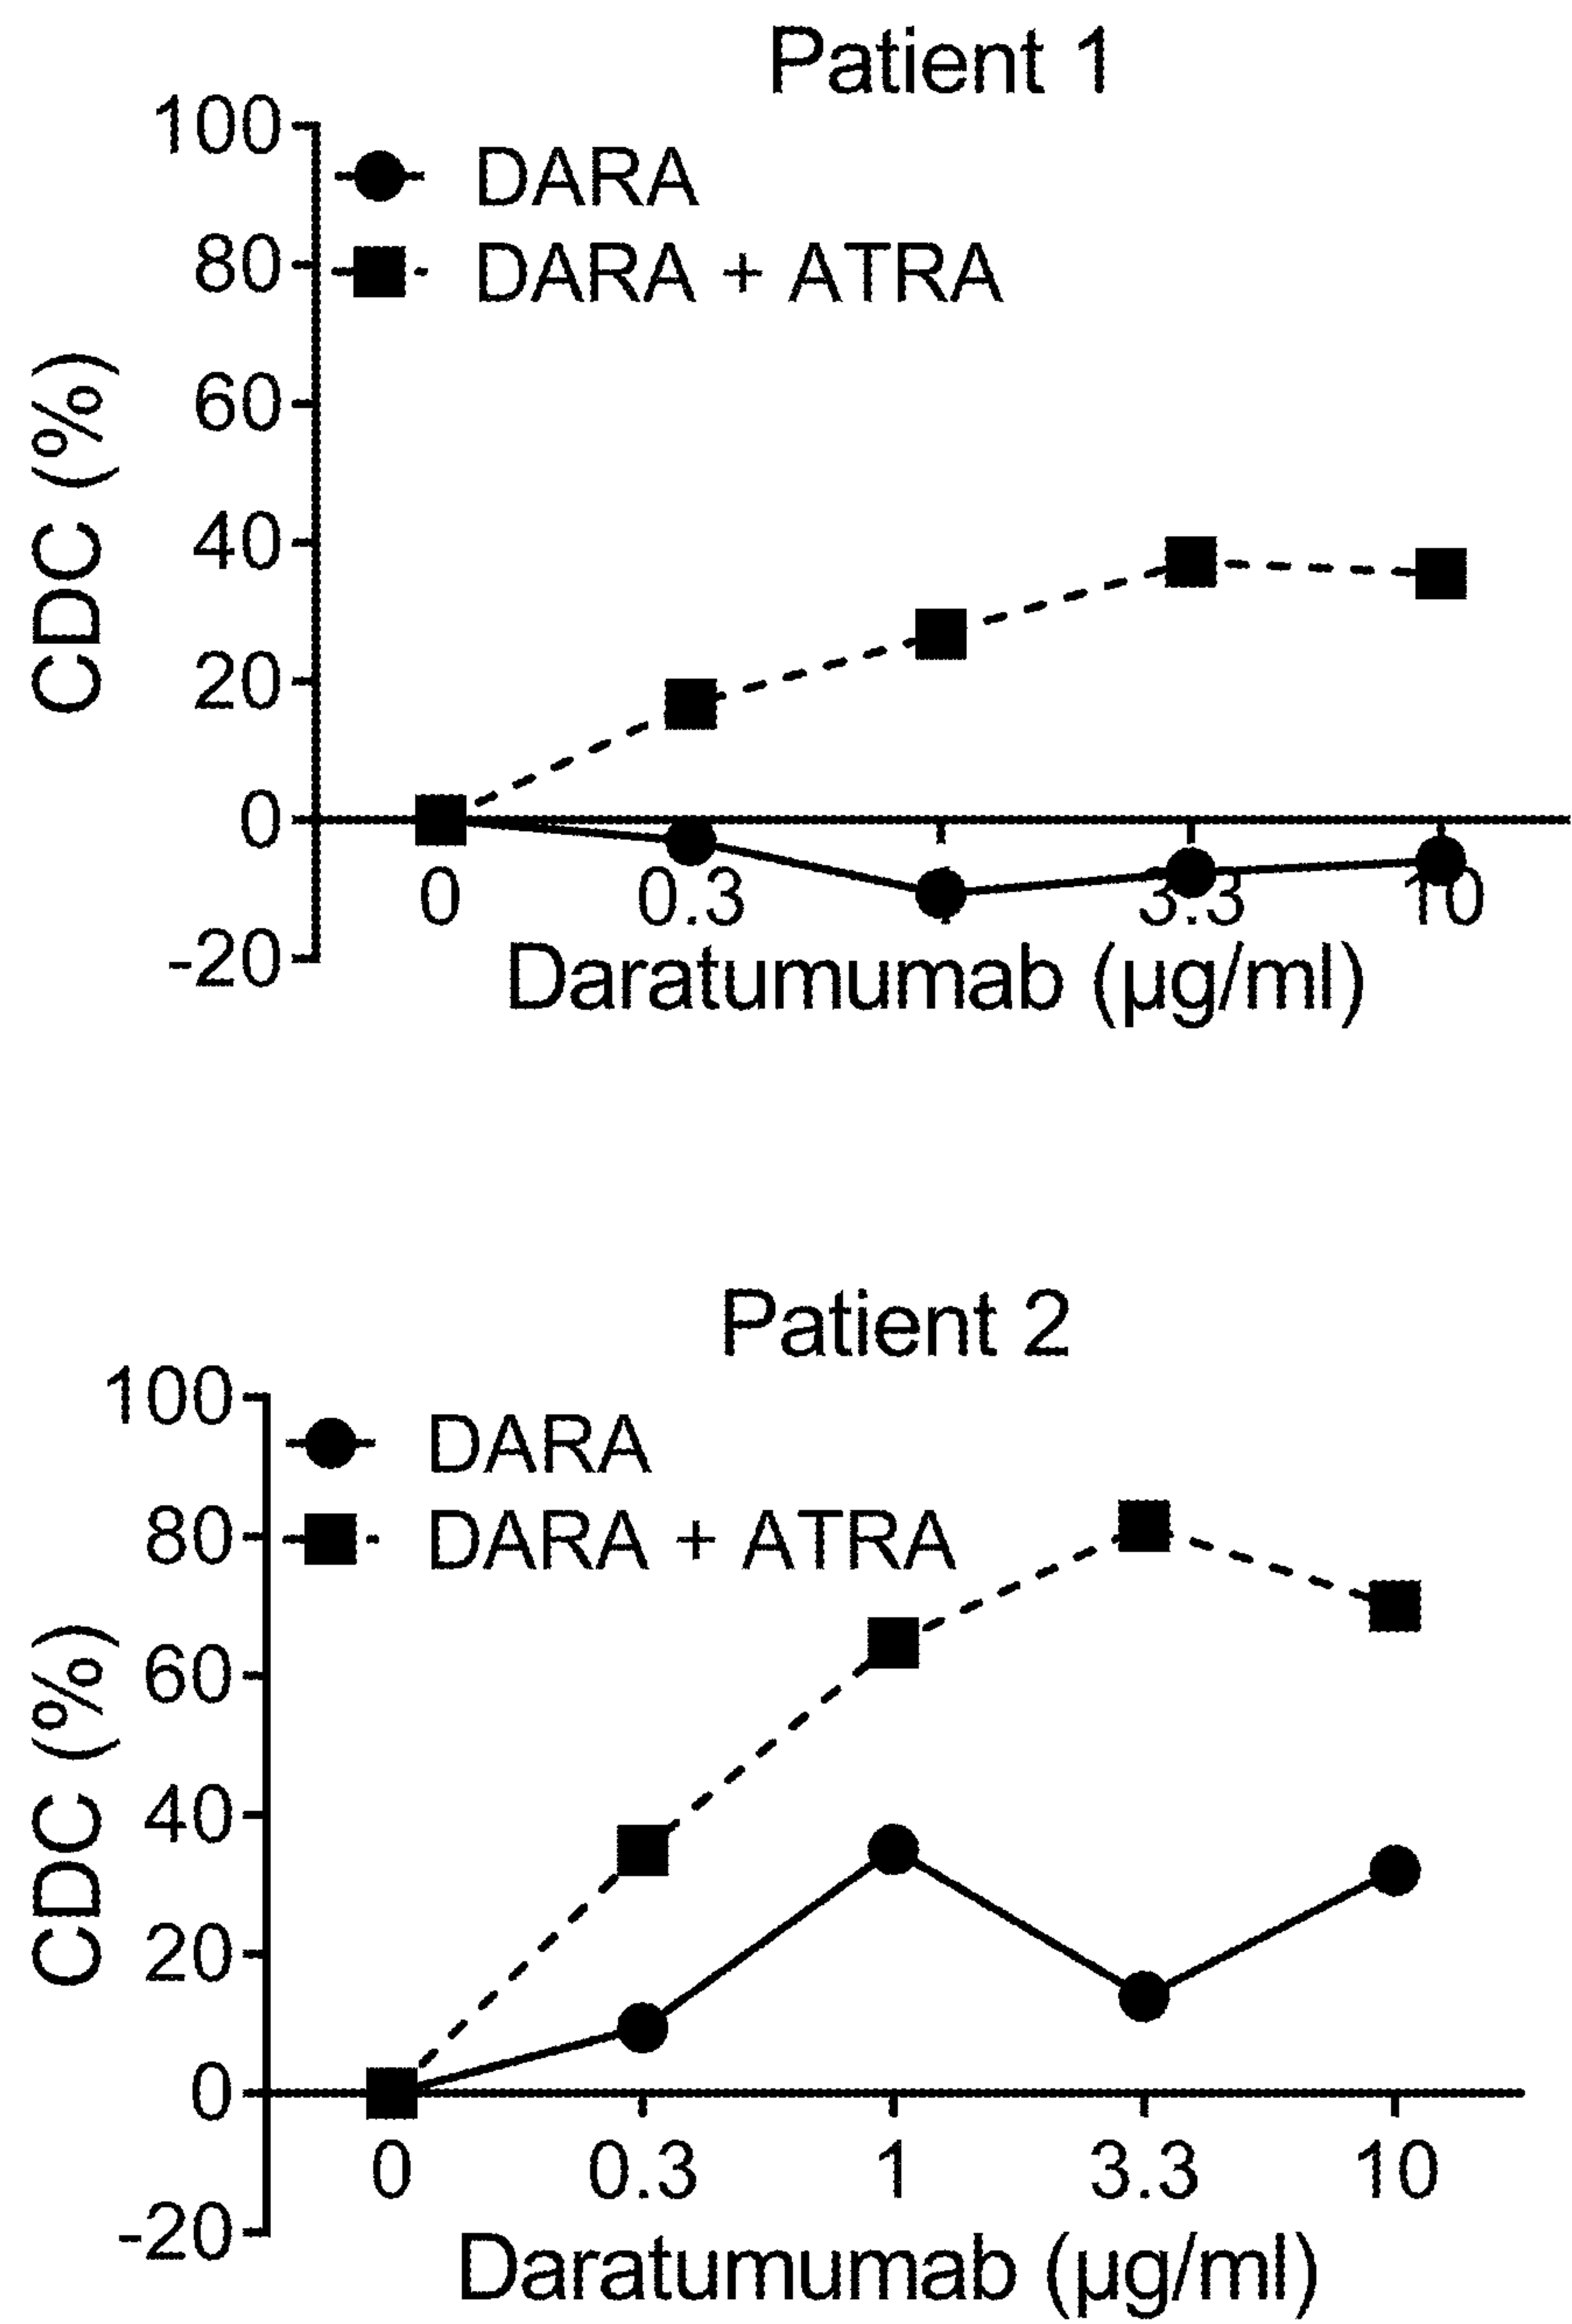 Patient 1
100
DARA
80
DARA + ATRA
60
40
20
0
-20
CDC (%)
0 0.3 3.3 10
Daratumumab (µg/ml)
Patient 2
100
DARA
80
DARA + ATRA
60
40
20
0
-20
CDC (%)
0 0.3 1 3.3 10
Daratumumab (µg/ml)